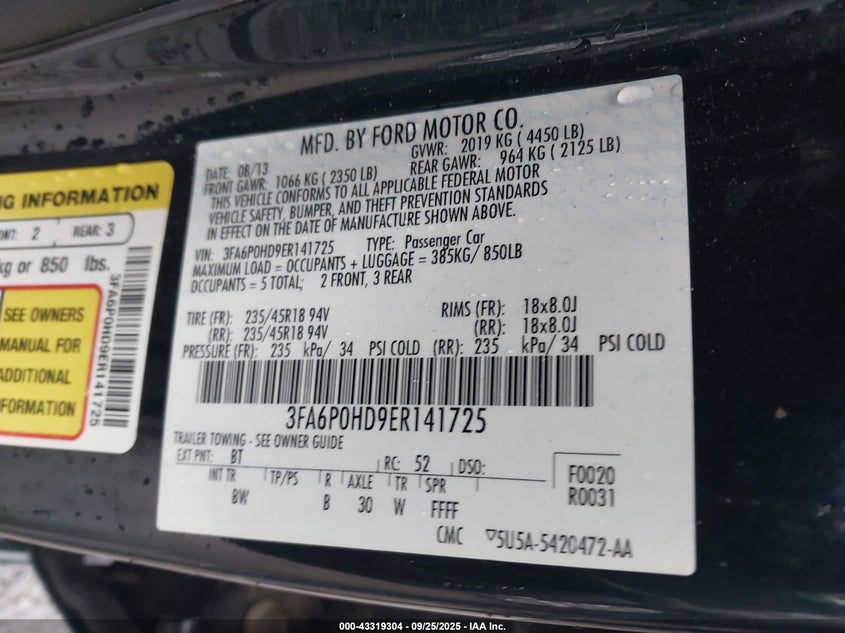 MFD. BY FORD MOTOR CO.
DATE: 08/13 GVWR: 2019 KG ( 4450 LB)
FRONT GAWR: 1066 KG ( 2350 LB) REAR GAWR: 964 KG ( 2125 LB)
THIS VEHICLE CONFORMS TO ALL APPLICABLE FEDERAL MOTOR
VEHICLE SAFETY, BUMPER, AND THEFT PREVENTION STANDARDS
IN EFFECT ON THE DATE OF MANUFACTURE SHOWN ABOVE.
VIN: 3FA6P0HD9ER141725 TYPE: Passenger Car
MAXIMUM LOAD = OCCUPANTS + LUGGAGE = 385KG/ 850LB
OCCUPANTS = 5 TOTAL; 2 FRONT, 3 REAR
TIRE (FR): 235/45R18 94V RIMS (FR): 18x8.0J
(RR): 235/45R18 94V (RR): 18x8.0J
PRESSURE (FR): 235 kPa/ 34 PSI COLD (RR): 235 kPa/ 34 PSI COLD
3FA6P0HD9ER141725
TRAILER TOWING - SEE OWNER GUIDE
EXT PNT: BT RC: 52 DSO:
INT TR TP/PS R AXLE TR SPR
BW B 30 W FFFF
F0020
R0031
CMC ▽5U5A-5420472-AA
INFORMATION
2 REAR: 3
kg or 850 lbs.
SEE OWNERS
MANUAL FOR
ADDITIONAL
3FA6P0HD9ER141725
000-43319304 - 09/25/2025 - IAA Inc.